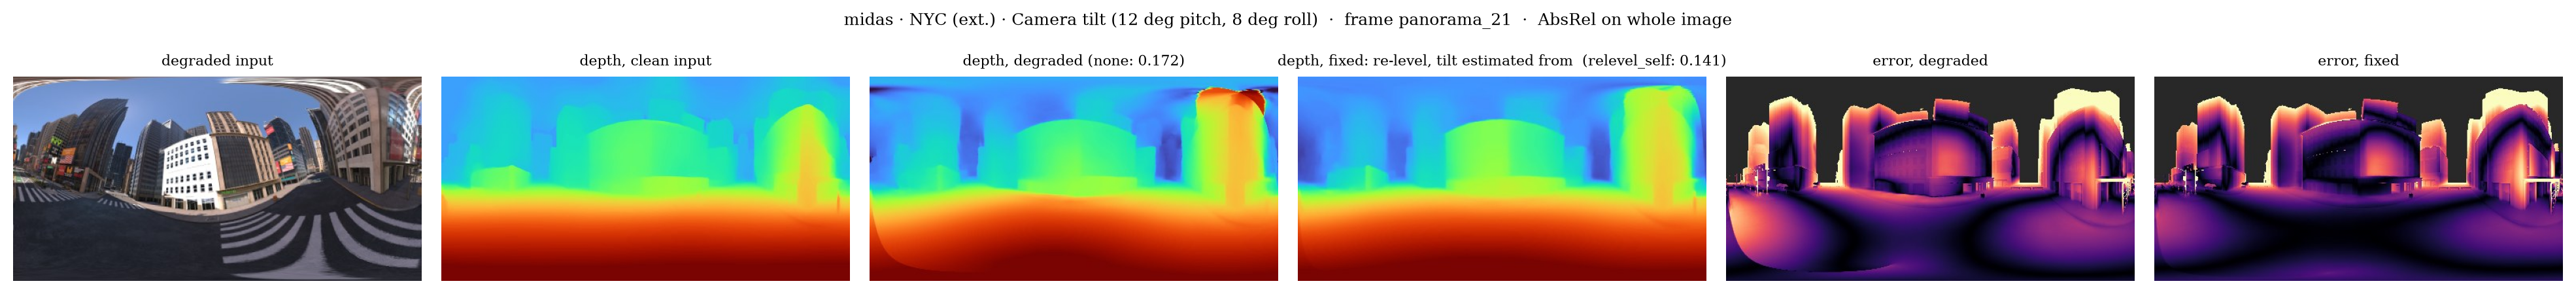 midas · NYC (ext.) · Camera tilt (12 deg pitch, 8 deg roll)  ·  frame panorama_21  ·  AbsRel on whole image
degraded input
depth, clean input
depth, degraded (none: 0.172)
depth, fixed: re-level, tilt estimated from  (relevel_self: 0.141)
error, degraded
error, fixed